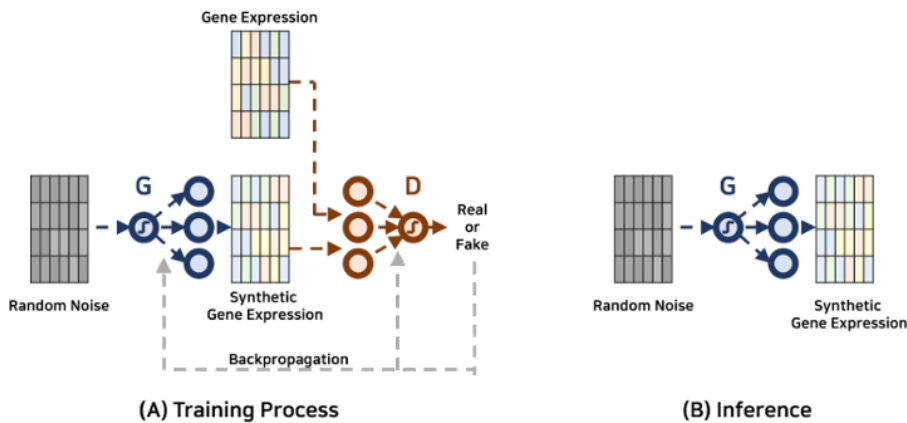 Gene Expression
G
D
Real
or
Fake
Random Noise
Synthetic
Gene Expression
Backpropagation
(A) Training Process
G
Random Noise
Synthetic
Gene Expression
(B) Inference